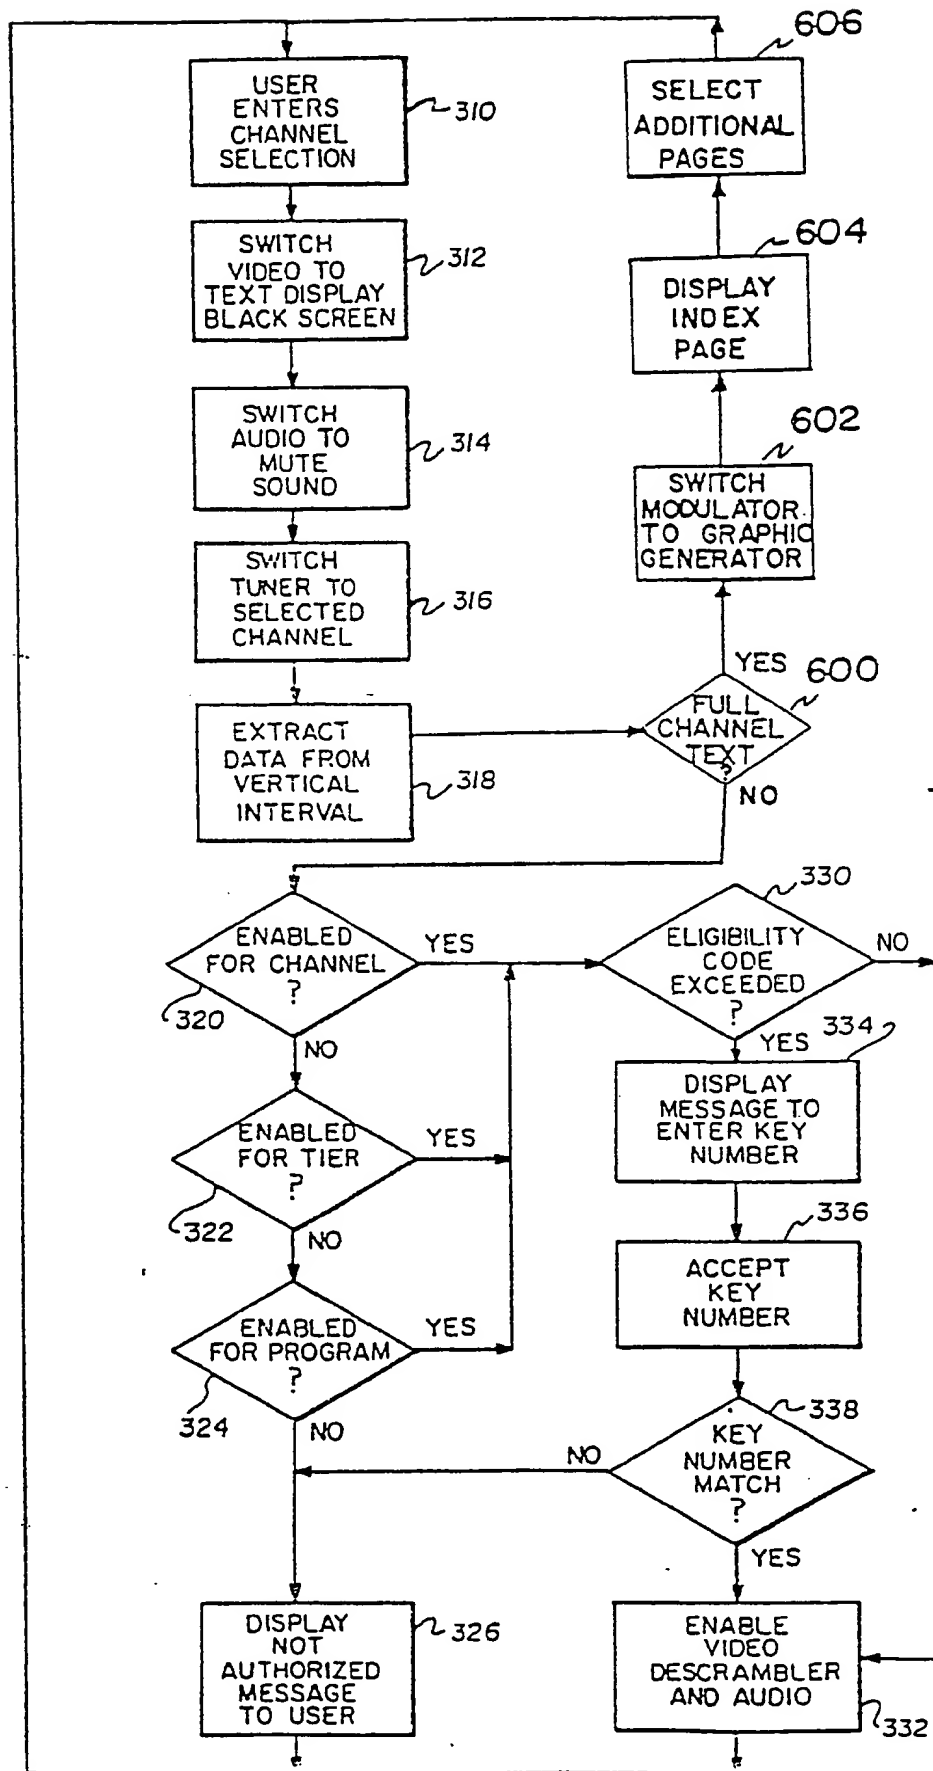 USER
ENTERS
CHANNEL
SELECTION
310
SWITCH
VIDEO TO
TEXT DISPLAY
BLACK SCREEN
312
SWITCH
AUDIO TO
MUTE
SOUND
314
SWITCH
TUNER TO
SELECTED
CHANNEL
316
EXTRACT
DATA FROM
VERTICAL
INTERVAL
318
606
SELECT
ADDITIONAL
PAGES
604
DISPLAY
INDEX
PAGE
602
SWITCH
MODULATOR
TO GRAPHIC
GENERATOR
YES
600
FULL
CHANNEL
TEXT
?
NO
ENABLED
FOR CHANNEL
?
320
YES
NO
ENABLED
FOR TIER
?
322
YES
NO
ENABLED
FOR PROGRAM
?
324
YES
NO
330
ELIGIBILITY
CODE
EXCEEDED
?
NO
YES
334
DISPLAY
MESSAGE TO
ENTER KEY
NUMBER
336
ACCEPT
KEY
NUMBER
338
KEY
NUMBER
MATCH
?
NO
YES
DISPLAY
NOT
AUTHORIZED
MESSAGE
TO USER
326
ENABLE
VIDEO
DESCRAMBLER
AND AUDIO
332